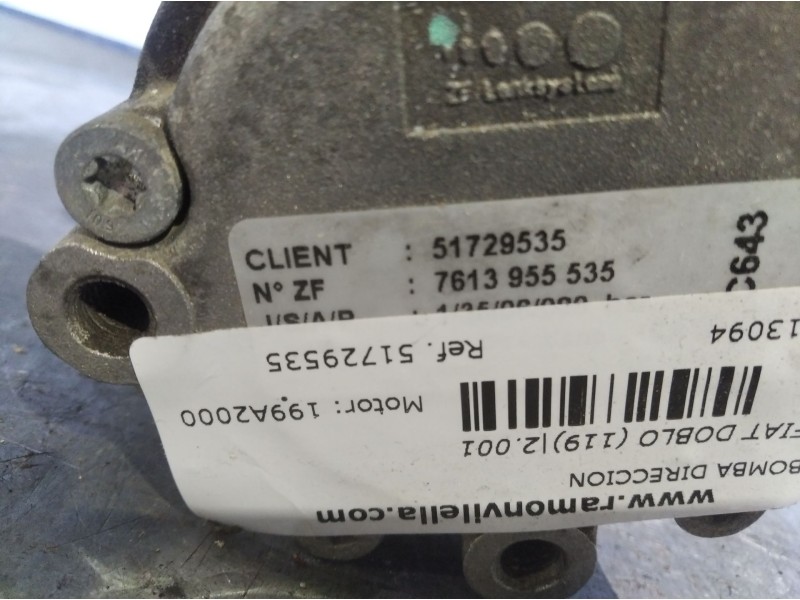 ZF Lenksysteme
CLIENT : 51729535
N° ZF : 7613 955 535
I/S/A/P
C643
www.ramonvilella.com
BOMBA DIRECCION
FIAT DOBLO (119)|2.001
Motor: 199A2000
Ref. 51729535
13094